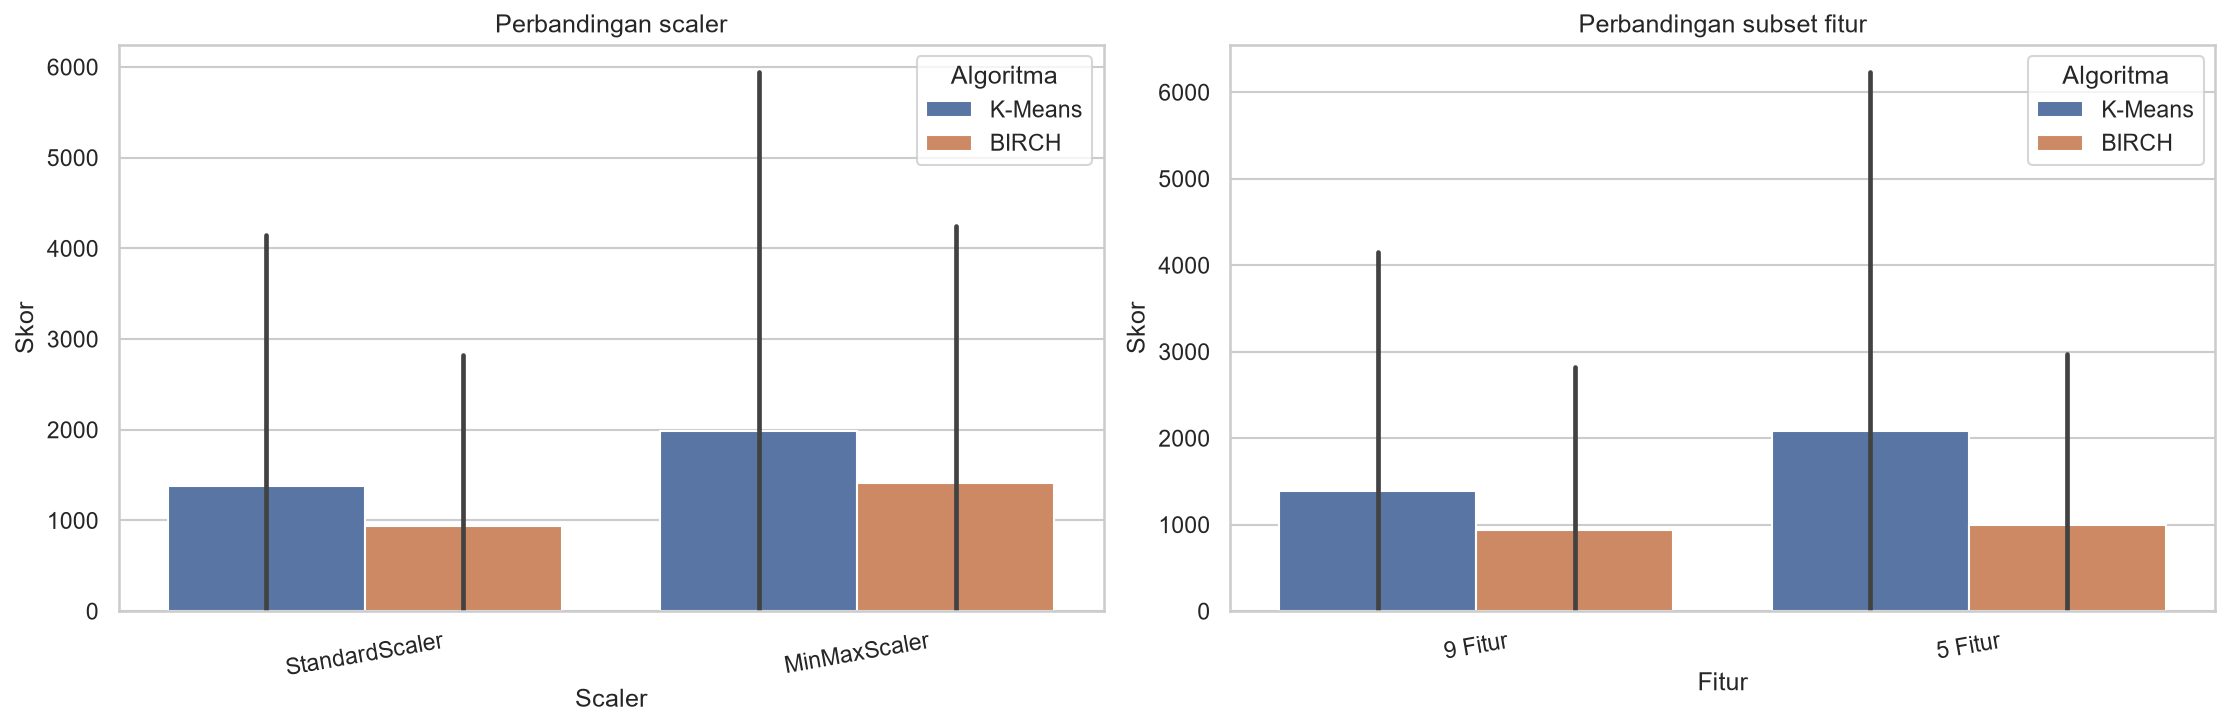 Perbandingan scaler
6000
5000
4000
3000
2000
1000
0
Skor
Algoritma
K-Means
BIRCH
StandardScaler
MinMaxScaler
Scaler
Perbandingan subset fitur
6000
5000
4000
3000
2000
1000
0
Skor
Algoritma
K-Means
BIRCH
9 Fitur
5 Fitur
Fitur